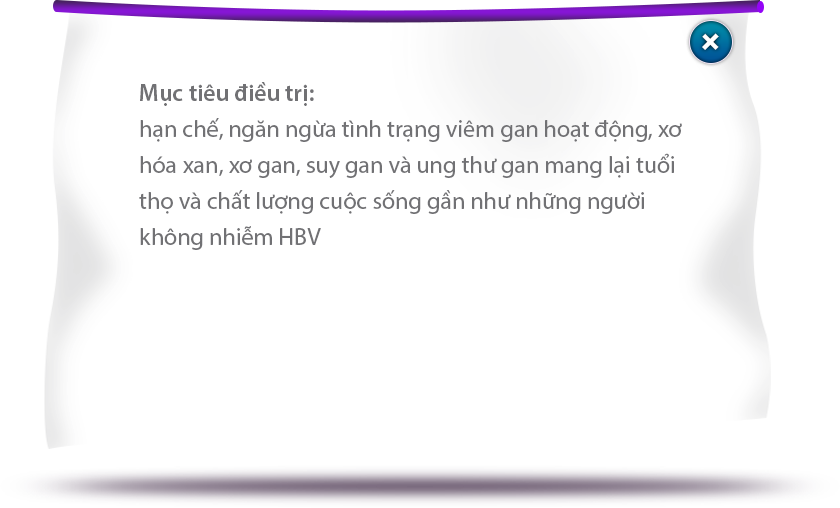 Mục tiêu điều trị:
hạn chế, ngăn ngừa tình trạng viêm gan hoạt động, xơ
hóa xan, xơ gan, suy gan và ung thư gan mang lại tuổi
thọ và chất lượng cuộc sống gần như những người
không nhiễm HBV